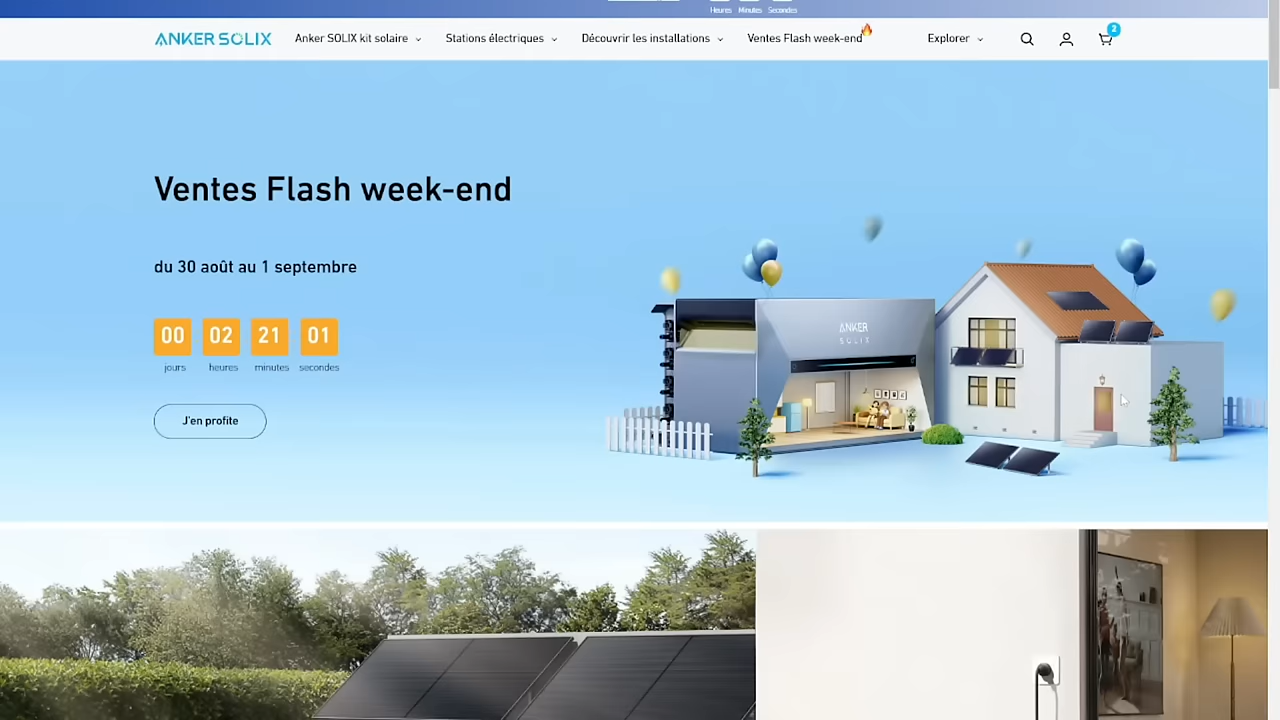 Heures Minutes Secondes
ANKER SOLIX Anker SOLIX kit solaire Stations électriques Découvrir les installations Ventes Flash week-end Explorer 2
Ventes Flash week-end
du 30 août au 1 septembre
00 02 21 01
jours heures minutes secondes
J'en profite
ANKER
SOLIX